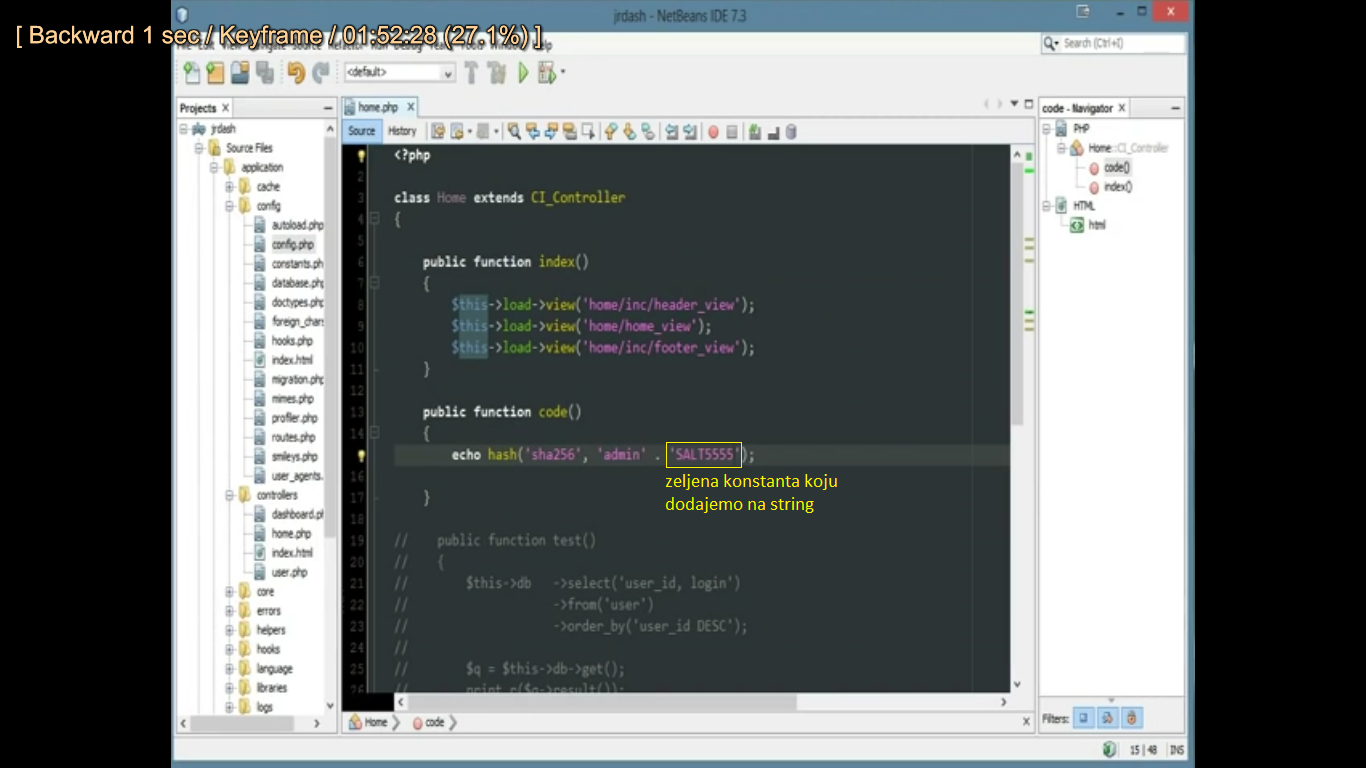 jrdash - NetBeans IDE 7.3
[ Backward 1 sec / Keyframe / 01:52:28 (27.1%) ]
Search (Ctrl+I)
<default>
Projects
home.php
code - Navigator
Source
History
jrdash
Source Files
application
cache
config
autoload.php
config.php
constants.ph
database.php
doctypes.php
foreign_chars
hooks.php
index.html
migration.php
mimes.php
profiler.php
routes.php
smileys.php
user_agents.
controllers
dashboard.pl
home.php
index.html
user.php
core
errors
helpers
hooks
language
libraries
logs
<?php
2
3 class Home extends CI_Controller
4 {
5
6 public function index()
7 {
8 $this->load->view('home/inc/header_view');
9 $this->load->view('home/home_view');
10 $this->load->view('home/inc/footer_view');
11 }
12
13 public function code()
14 {
echo hash('sha256', 'admin' . 'SALT5555');
16
zeljena konstanta koju
dodajemo na string
17 }
18
19 // public function test()
20 // {
21 // $this->db ->select('user_id, login')
22 // ->from('user')
23 // ->order_by('user_id DESC');
24 //
25 // $q = $this->db->get();
26 // print_r($q->result());
PHP
Home::CI_Controller
code()
index()
HTML
html
Home
code
Filters:
15 | 48
INS